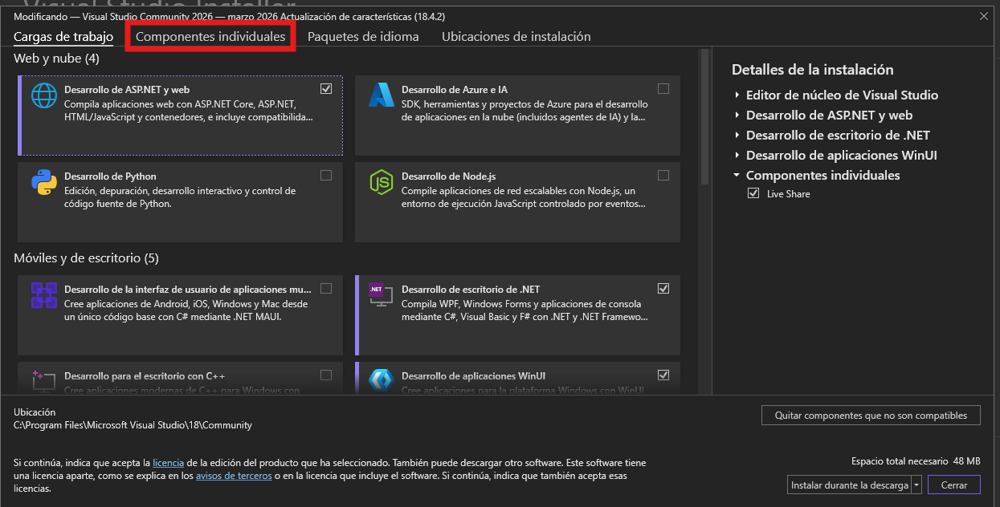 Modificando — Visual Studio Community 2026 — marzo 2026 Actualización de características (18.4.2)
Cargas de trabajo
Componentes individuales
Paquetes de idioma
Ubicaciones de instalación
Web y nube (4)
Desarrollo de ASP.NET y web
Compila aplicaciones web con ASP.NET Core, ASP.NET,
HTML/JavaScript y contenedores, e incluye compatibilida...
Desarrollo de Azure e IA
SDK, herramientas y proyectos de Azure para el desarrollo
de aplicaciones en la nube (incluidos agentes de IA) y la...
Desarrollo de Python
Edición, depuración, desarrollo interactivo y control de
código fuente de Python.
Desarrollo de Node.js
Compile aplicaciones de red escalables con Node.js, un
entorno de ejecución JavaScript controlado por eventos...
Móviles y de escritorio (5)
Desarrollo de la interfaz de usuario de aplicaciones mu...
Cree aplicaciones de Android, iOS, Windows y Mac desde
un único código base con C# mediante .NET MAUI.
.NET
Desarrollo de escritorio de .NET
Compila WPF, Windows Forms y aplicaciones de consola
mediante C#, Visual Basic y F# con .NET y .NET Framewo...
Desarrollo para el escritorio con C++
Cree aplicaciones modernas de C++ para Windows con
Desarrollo de aplicaciones WinUI
Cree aplicaciones para la plataforma Windows con WinUI
Detalles de la instalación
Editor de núcleo de Visual Studio
Desarrollo de ASP.NET y web
Desarrollo de escritorio de .NET
Desarrollo de aplicaciones WinUI
Componentes individuales
Live Share
Ubicación
C:\Program Files\Microsoft Visual Studio\18\Community
Quitar componentes que no son compatibles
Si continúa, indica que acepta la licencia de la edición del producto que ha seleccionado. También puede descargar otro software. Este software tiene
una licencia aparte, como se explica en los avisos de terceros o en la licencia que incluye el software. Si continúa, indica que también acepta esas
licencias.
Espacio total necesario 48 MB
Instalar durante la descarga
Cerrar